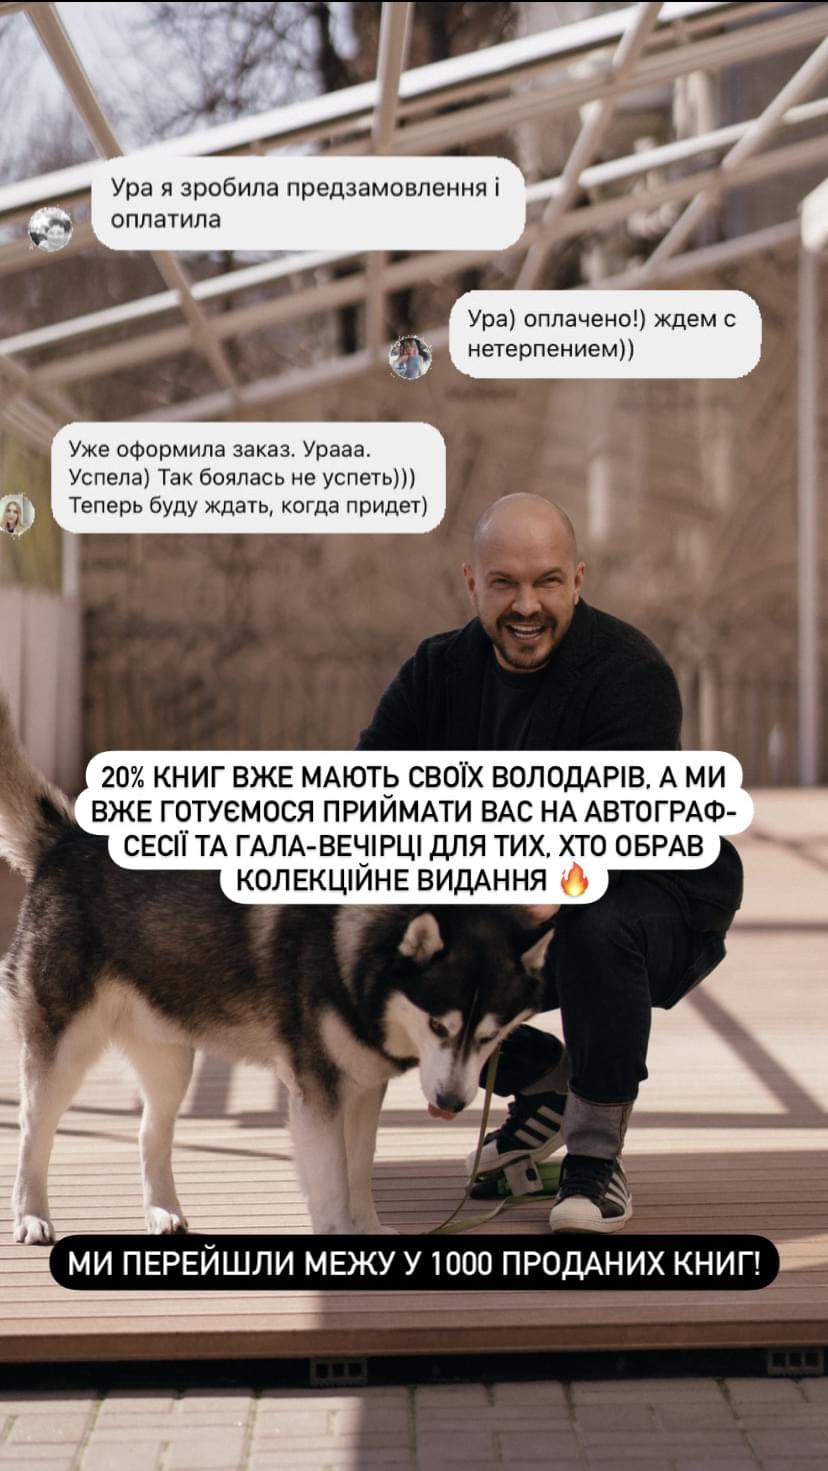 Ура я зробила предзамовлення і
оплатила
Ура) оплачено!) ждем с
нетерпением))
Уже оформила заказ. Урааа.
Успела) Так боялась не успеть)))
Теперь буду ждать, когда придет)
20% КНИГ ВЖЕ МАЮТЬ СВОЇХ ВОЛОДАРІВ, А МИ
ВЖЕ ГОТУЄМОСЯ ПРИЙМАТИ ВАС НА АВТОГРАФ-
СЕСІЇ ТА ГАЛА-ВЕЧІРЦІ ДЛЯ ТИХ, ХТО ОБРАВ
КОЛЕКЦІЙНЕ ВИДАННЯ 🔥
МИ ПЕРЕЙШЛИ МЕЖУ У 1000 ПРОДАНИХ КНИГ!